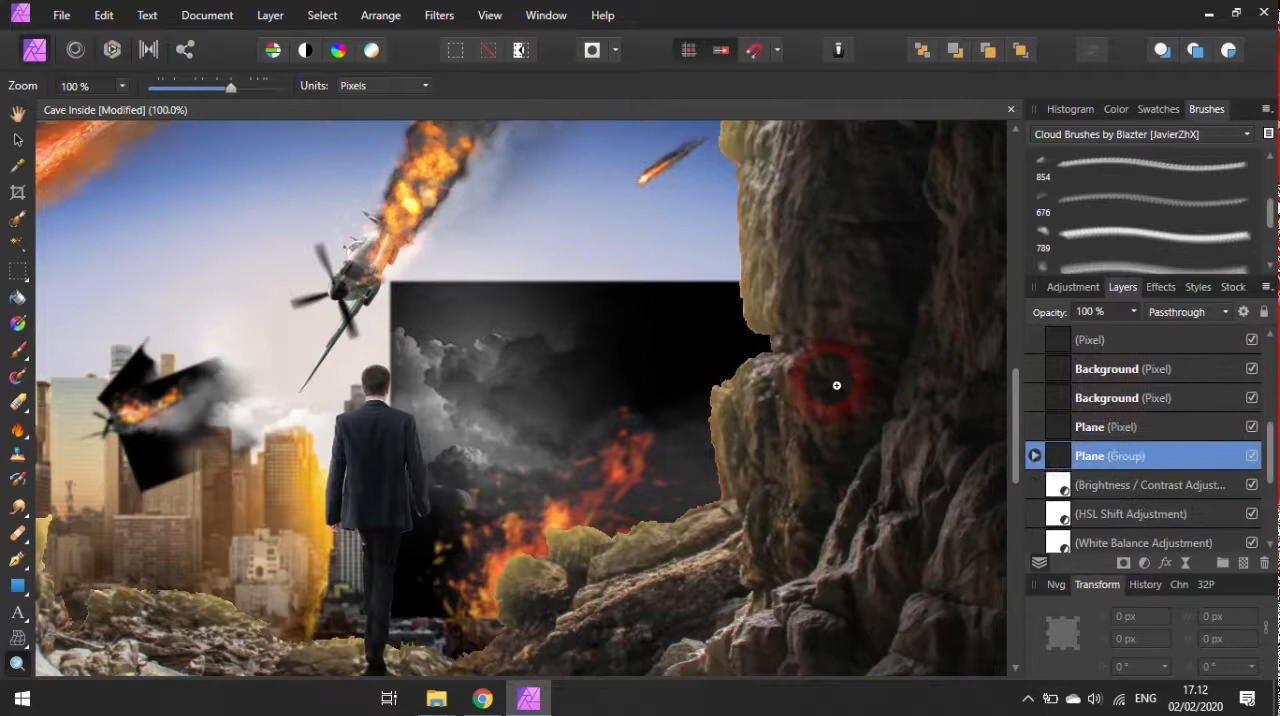 File Edit Text Document Layer Select Arrange Filters View Window Help
Zoom 100 % Units: Pixels
Cave Inside [Modified] (100.0%)
Histogram Color Swatches Brushes
Cloud Brushes by Blazter [JavierZhX]
854
676
789
Adjustment Layers Effects Styles Stock
Opacity: 100 % Passthrough
(Pixel)
Background (Pixel)
Background (Pixel)
Plane (Pixel)
Plane (Group)
(Brightness / Contrast Adjust...
(HSL Shift Adjustment)
(White Balance Adjustment)
Nvg Transform History Chn 32P
X: 0 px W: 0 px
Y: 0 px H: 0 px
R: 0 ° S: 0 °
A
ENG
17.12
02/02/2020